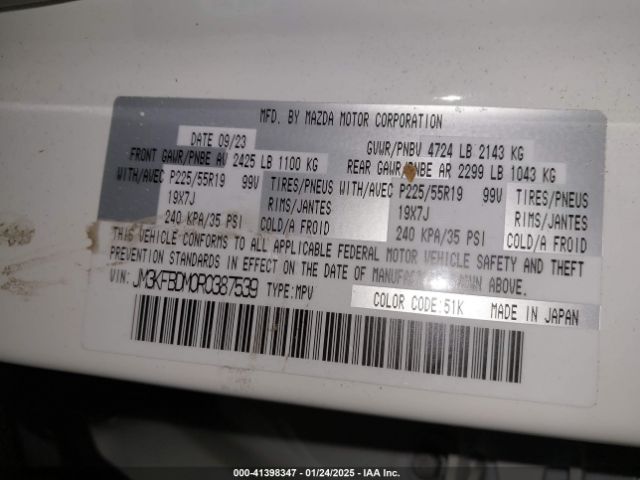 MFD. BY MAZDA MOTOR CORPORATION
DATE 09/23 GVWR/PNBV 4724 LB 2143 KG
FRONT GAWR/PNBE AV 2425 LB 1100 KG REAR GAWR/PNBE AR 2299 LB 1043 KG
WITH/AVEC P225/55R19 99V TIRES/PNEUS WITH/AVEC P225/55R19 99V TIRES/PNEUS
19X7J RIMS/JANTES 19X7J RIMS/JANTES
240 KPA/35 PSI COLD/A FROID 240 KPA/35 PSI COLD/A FROID
THIS VEHICLE CONFORMS TO ALL APPLICABLE FEDERAL MOTOR VEHICLE SAFETY AND THEFT
PREVENTION STANDARDS IN EFFECT ON THE DATE OF MANUFACTURE SHOWN ABOVE.
VIN: JM3KFBDM0R0387539 TYPE: MPV
COLOR CODE: 51K MADE IN JAPAN
000-41398347 — 01/24/2025 — IAA Inc.